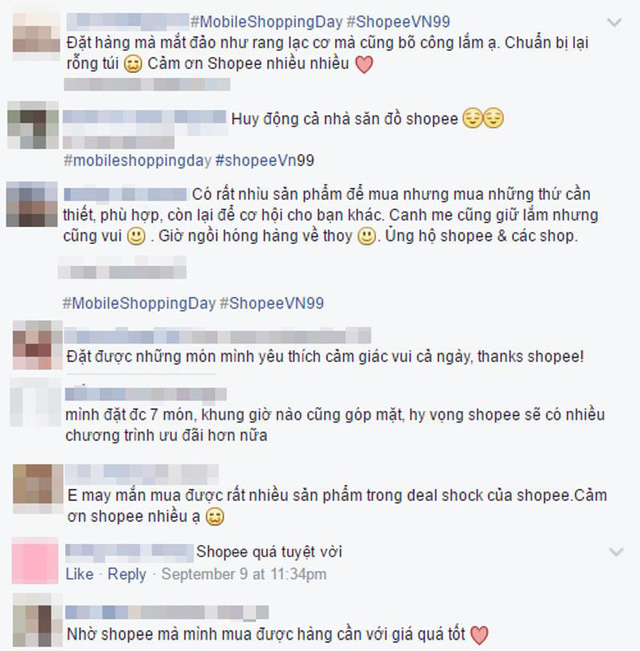 #MobileShoppingDay #ShopeeVN99
Đặt hàng mà mắt đảo như rang lạc cơ mà cũng bõ công lắm ạ. Chuẩn bị lại
rỗng túi 😄 Cảm ơn Shopee nhiều nhiều ❤
Huy động cả nhà săn đồ shopee 😌😌
#mobileshoppingday #shopeeVn99
Có rất nhìu sản phẩm để mua nhưng mua những thứ cần
thiết, phù hợp, còn lại để cơ hội cho bạn khác. Canh me cũng giữ lắm nhưng
cũng vui 🙂 . Giờ ngồi hóng hàng về thoy 🙂. Ủng hộ shopee & các shop.
#MobileShoppingDay #ShopeeVN99
Đặt được những món mình yêu thích cảm giác vui cả ngày, thanks shopee!
mình đặt đc 7 món, khung giờ nào cũng góp mặt, hy vọng shopee sẽ có nhiều
chương trình ưu đãi hơn nữa
E may mắn mua được rất nhiều sản phẩm trong deal shock của shopee.Cảm
ơn shopee nhiều ạ 😄
Shopee quá tuyệt vời
Like · Reply · September 9 at 11:34pm
Nhờ shopee mà mình mua được hàng cần với giá quá tốt ❤